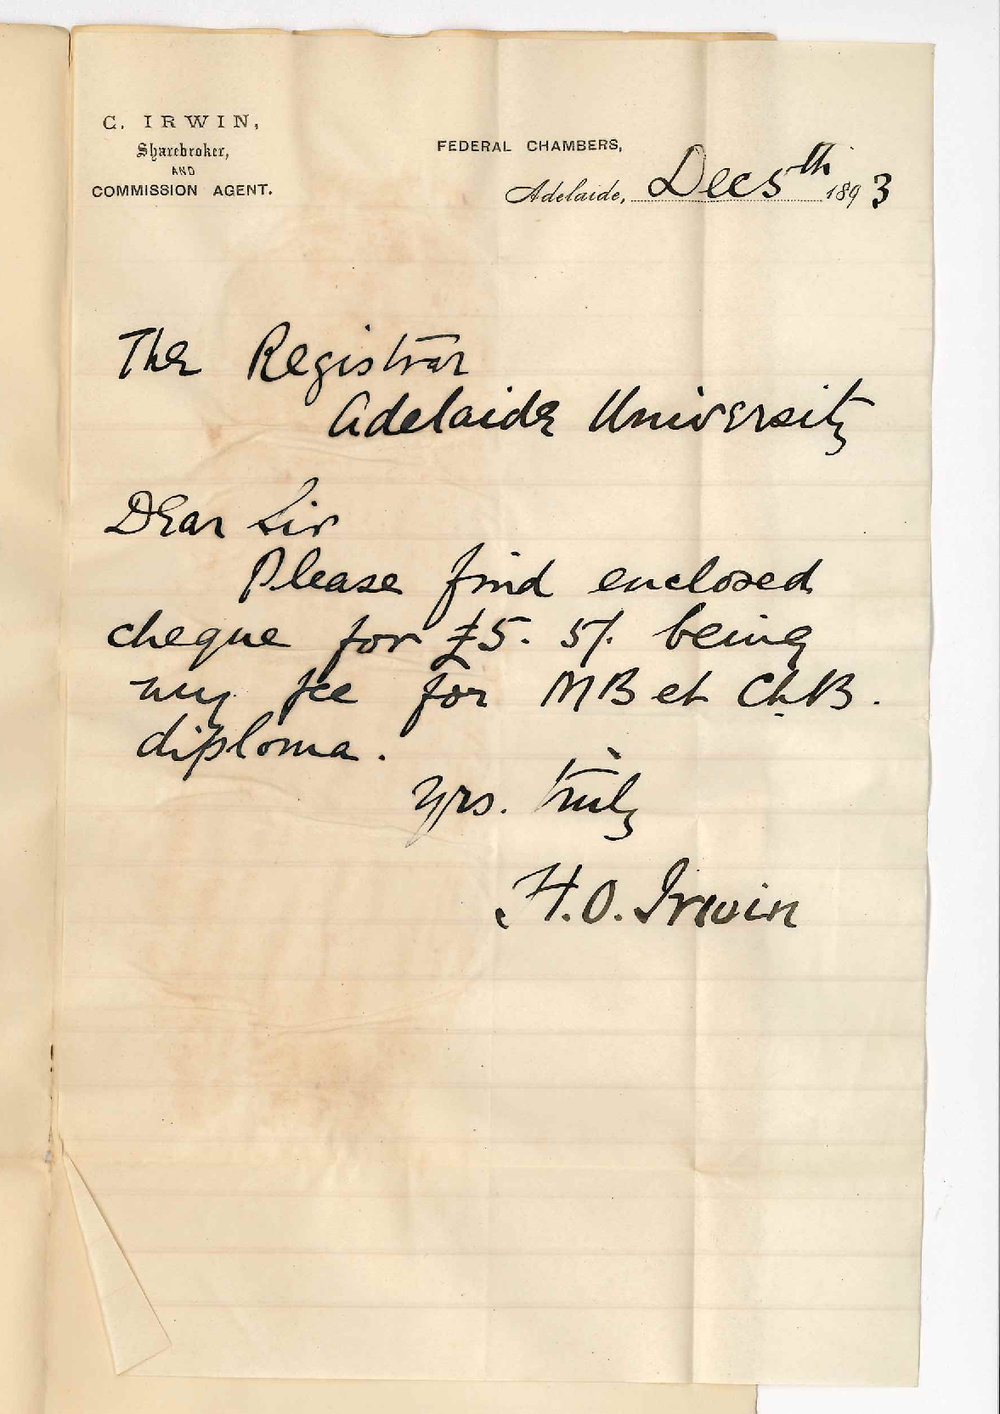 C. IRWIN,
Sharebroker,
AND
COMMISSION AGENT.
FEDERAL CHAMBERS,
Adelaide, Dec 5th 1893
The Registrar
Adelaide University
Dear Sir
Please find enclosed
cheque for £5. 5/. being
my fee for MB et Ch.B.
diploma.
Yrs. truly
H. O. Irwin